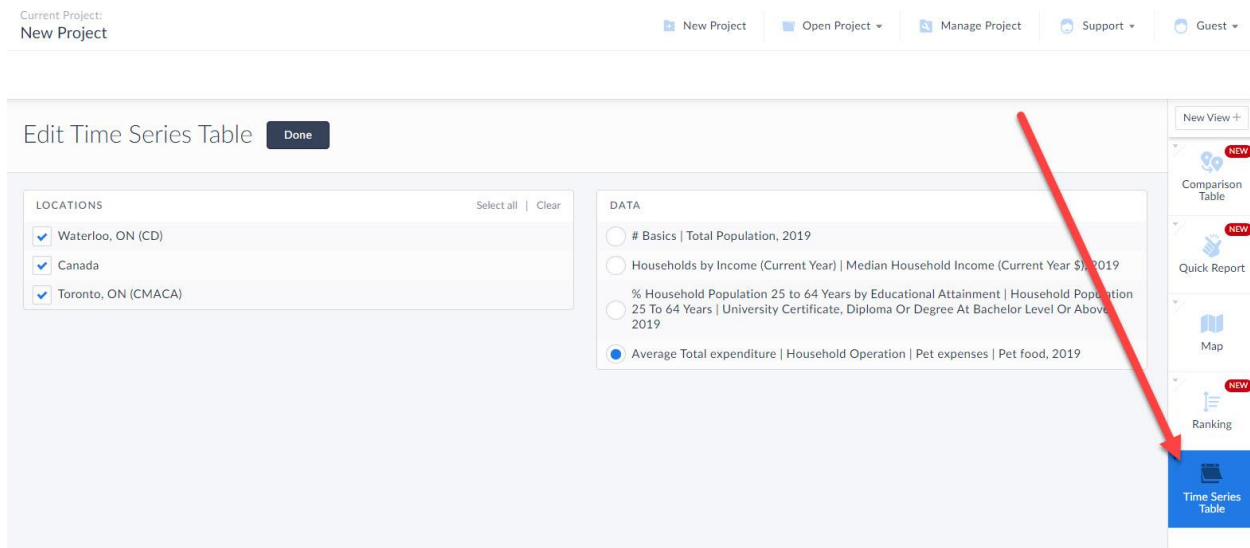 Current Project:
New Project
New Project
Open Project
Manage Project
Support
Guest
Edit Time Series Table
Done
New View +
LOCATIONS
Select all | Clear
Waterloo, ON (CD)
Canada
Toronto, ON (CMACA)
DATA
# Basics | Total Population, 2019
Households by Income (Current Year) | Median Household Income (Current Year $), 2019
% Household Population 25 to 64 Years by Educational Attainment | Household Population
25 To 64 Years | University Certificate, Diploma Or Degree At Bachelor Level Or Above,
2019
Average Total expenditure | Household Operation | Pet expenses | Pet food, 2019
NEW
Comparison
Table
NEW
Quick Report
Map
NEW
Ranking
Time Series
Table